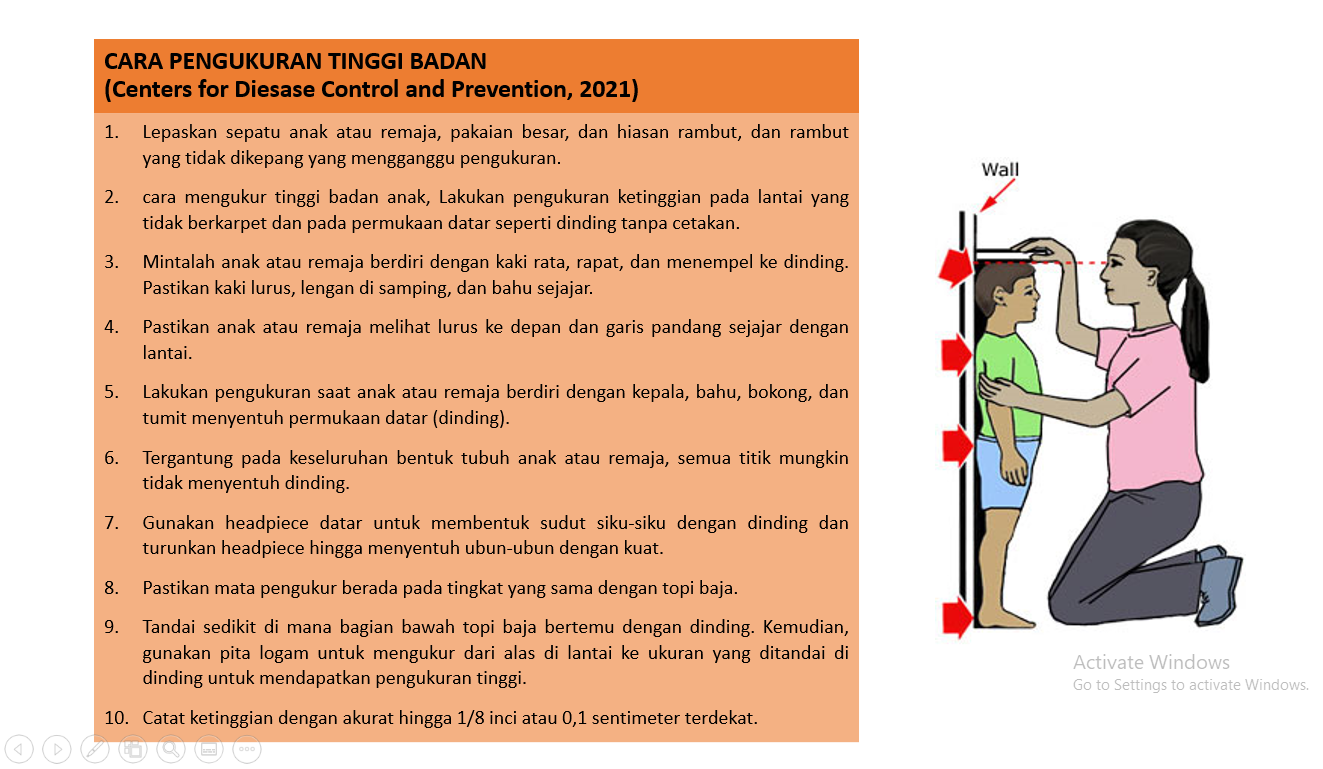 CARA PENGUKURAN TINGGI BADAN
(Centers for Diesase Control and Prevention, 2021)
1. Lepaskan sepatu anak atau remaja, pakaian besar, dan hiasan rambut, dan rambut
yang tidak dikepang yang mengganggu pengukuran.
2. cara mengukur tinggi badan anak, Lakukan pengukuran ketinggian pada lantai yang
tidak berkarpet dan pada permukaan datar seperti dinding tanpa cetakan.
3. Mintalah anak atau remaja berdiri dengan kaki rata, rapat, dan menempel ke dinding.
Pastikan kaki lurus, lengan di samping, dan bahu sejajar.
4. Pastikan anak atau remaja melihat lurus ke depan dan garis pandang sejajar dengan
lantai.
5. Lakukan pengukuran saat anak atau remaja berdiri dengan kepala, bahu, bokong, dan
tumit menyentuh permukaan datar (dinding).
6. Tergantung pada keseluruhan bentuk tubuh anak atau remaja, semua titik mungkin
tidak menyentuh dinding.
7. Gunakan headpiece datar untuk membentuk sudut siku-siku dengan dinding dan
turunkan headpiece hingga menyentuh ubun-ubun dengan kuat.
8. Pastikan mata pengukur berada pada tingkat yang sama dengan topi baja.
9. Tandai sedikit di mana bagian bawah topi baja bertemu dengan dinding. Kemudian,
gunakan pita logam untuk mengukur dari alas di lantai ke ukuran yang ditandai di
dinding untuk mendapatkan pengukuran tinggi.
10. Catat ketinggian dengan akurat hingga 1/8 inci atau 0,1 sentimeter terdekat.
Wall
Activate Windows
Go to Settings to activate Windows.